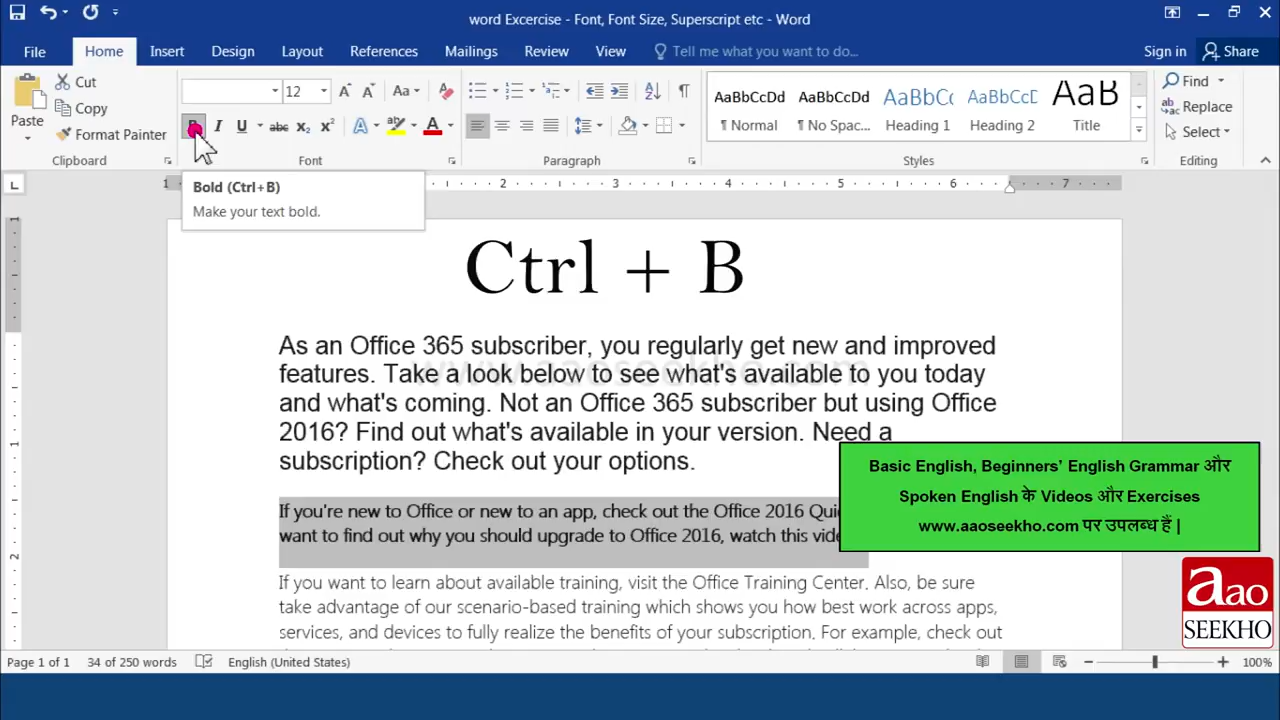 word Excercise - Font, Font Size, Superscript etc - Word
File Home Insert Design Layout References Mailings Review View Tell me what you want to do... Sign in Share
Paste
Cut
Copy
Format Painter
Clipboard
12
Font
Paragraph
AaBbCcDd ¶ Normal
AaBbCcDd ¶ No Spac...
AaBbCc Heading 1
AaBbCcD Heading 2
AaB Title
Styles
Find
Replace
Select
Editing
Bold (Ctrl+B)
Make your text bold.
1 2 3 4 5 6 7
Ctrl + B
As an Office 365 subscriber, you regularly get new and improved
features. Take a look below to see what's available to you today
and what's coming. Not an Office 365 subscriber but using Office
2016? Find out what's available in your version. Need a
subscription? Check out your options.
www.aaoseekho.com
If you're new to Office or new to an app, check out the Office 2016
want to find out why you should upgrade to Office 2016, watch this
If you want to learn about available training, visit the Office Training Center. Also, be sure
take advantage of our scenario-based training which shows you how best work across apps,
services, and devices to fully realize the benefits of your subscription. For example, check out
Basic English, Beginners' English Grammar और
Spoken English के Videos और Exercises
www.aaoseekho.com पर उपलब्ध हैं |
aao
SEEKHO
Page 1 of 1 34 of 250 words English (United States) 100%